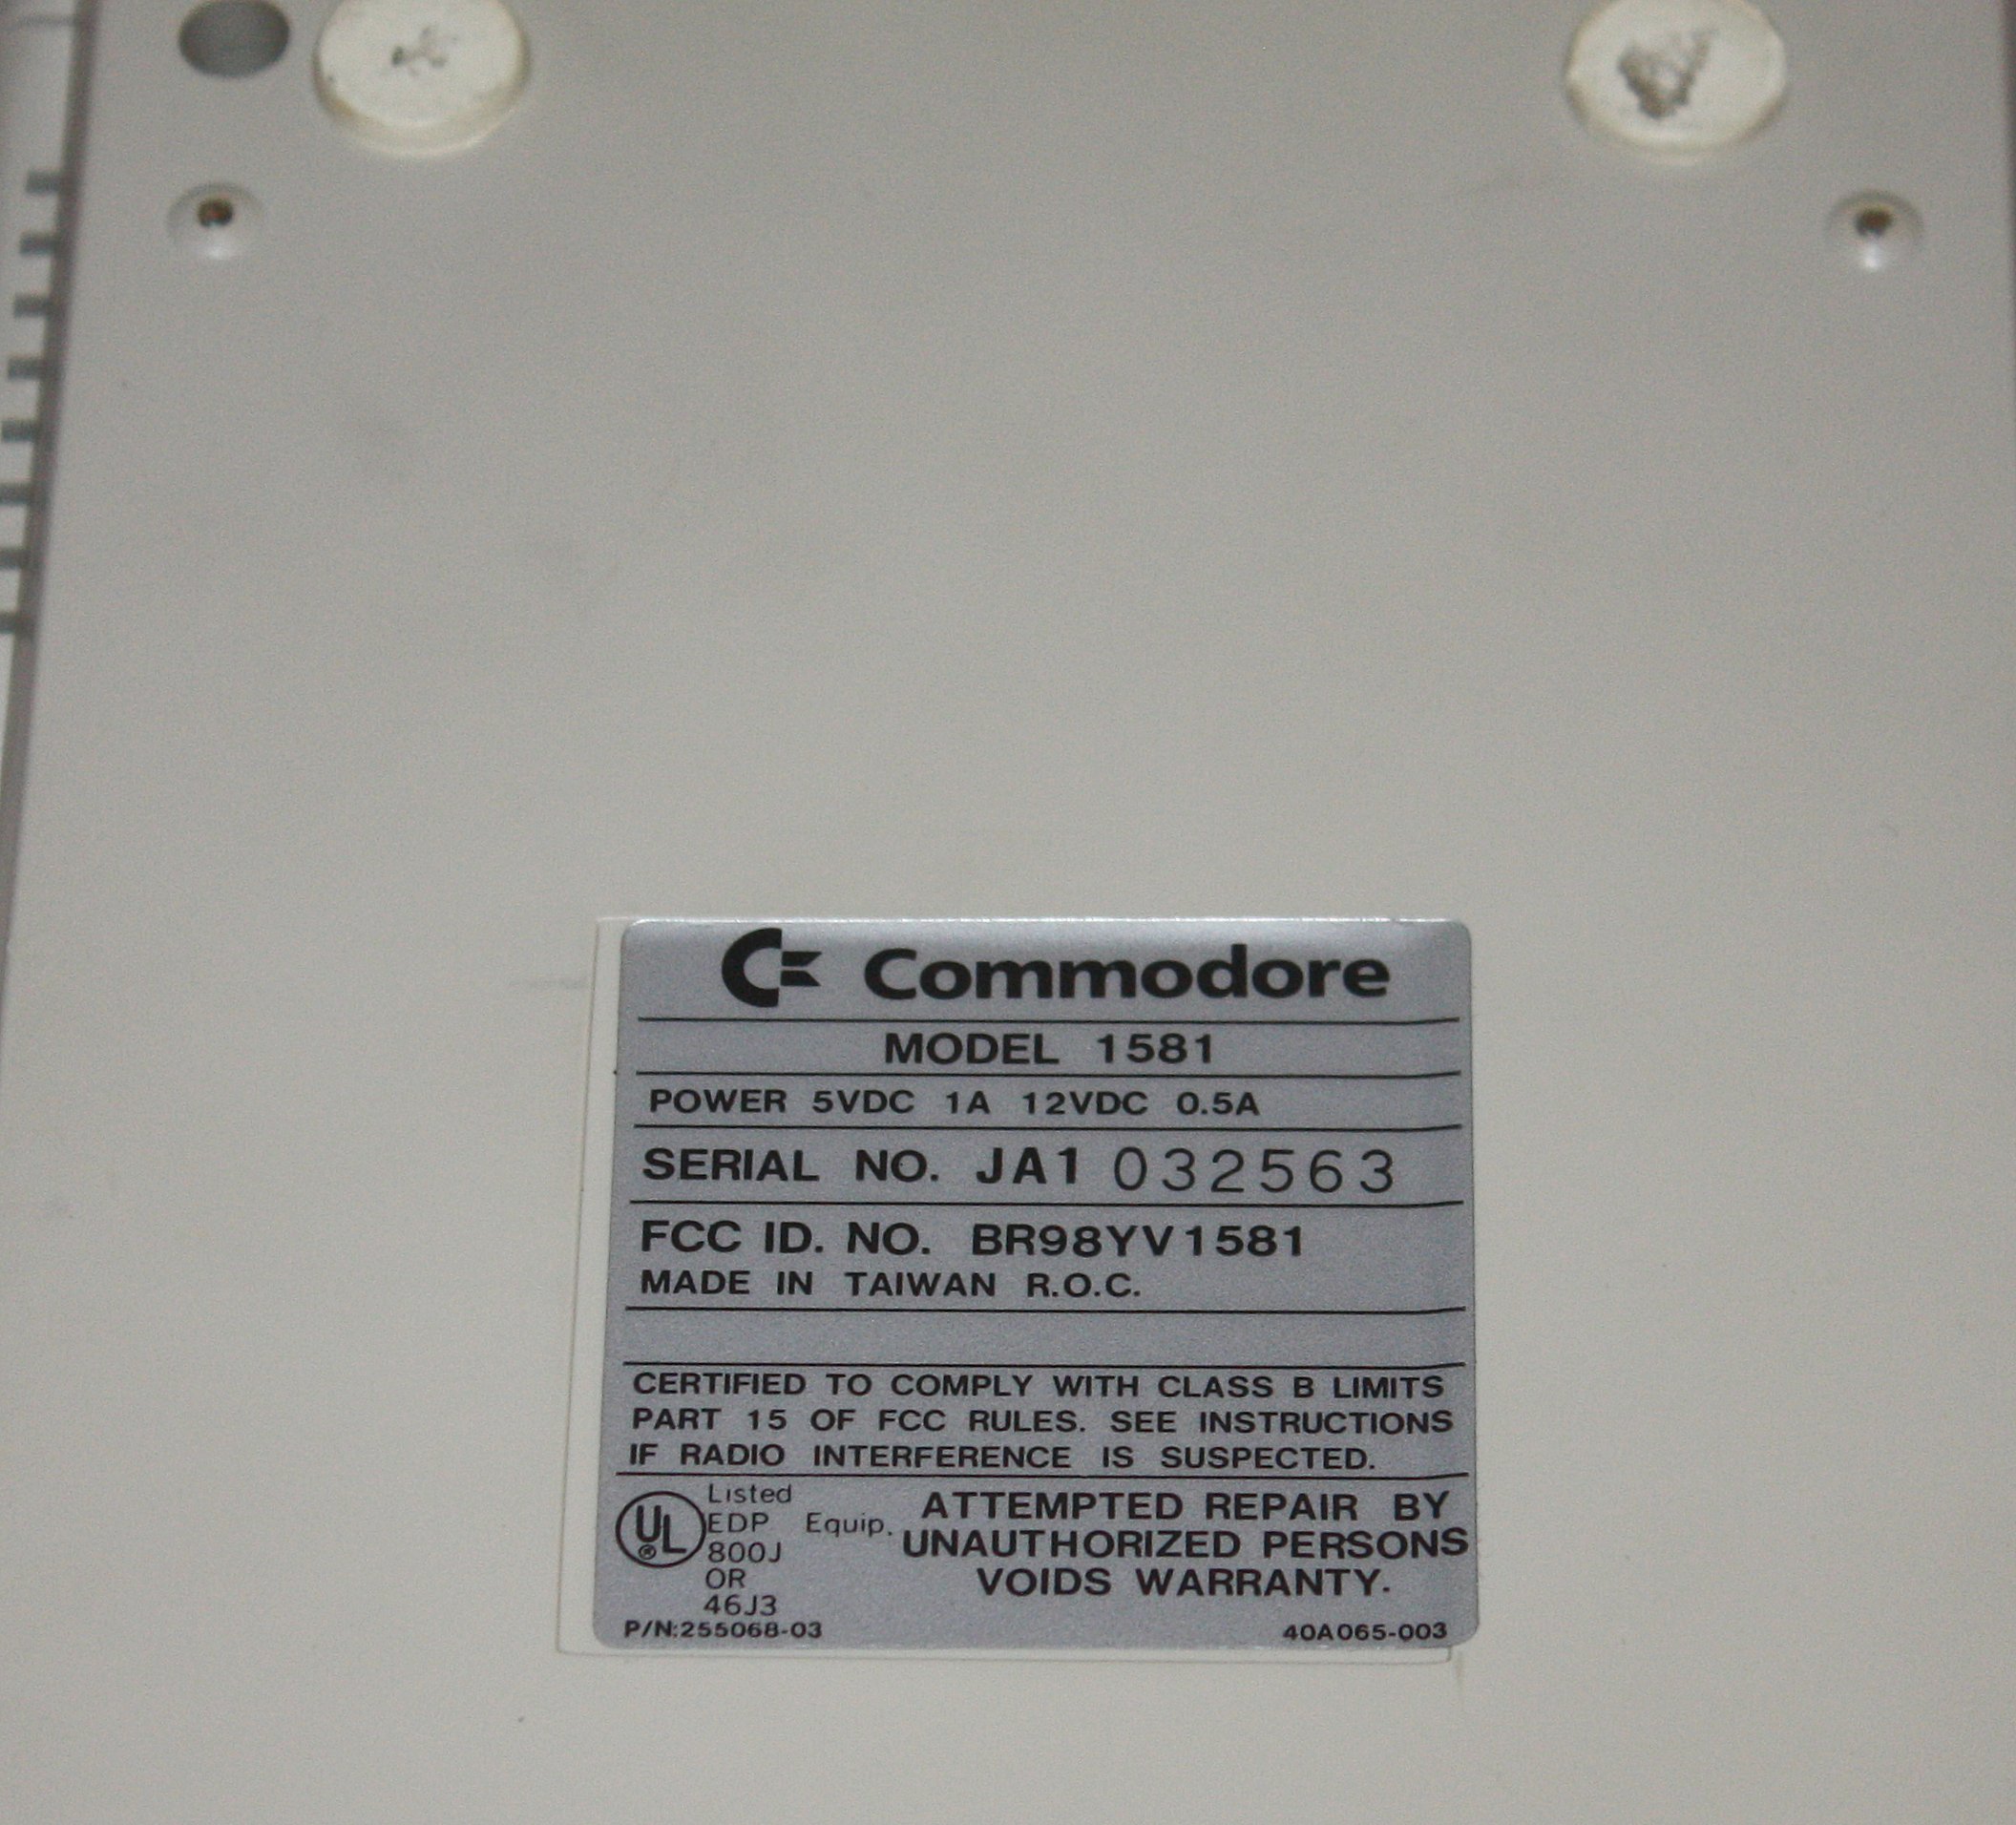 Commodore
MODEL 1581
POWER 5VDC 1A 12VDC 0.5A
SERIAL NO. JA1 032563
FCC ID. NO. BR98YV1581
MADE IN TAIWAN R.O.C.
CERTIFIED TO COMPLY WITH CLASS B LIMITS
PART 15 OF FCC RULES. SEE INSTRUCTIONS
IF RADIO INTERFERENCE IS SUSPECTED.
UL®
Listed
EDP Equip.
800J
OR
46J3
ATTEMPTED REPAIR BY
UNAUTHORIZED PERSONS
VOIDS WARRANTY.
P/N:255068-03
40A065-003